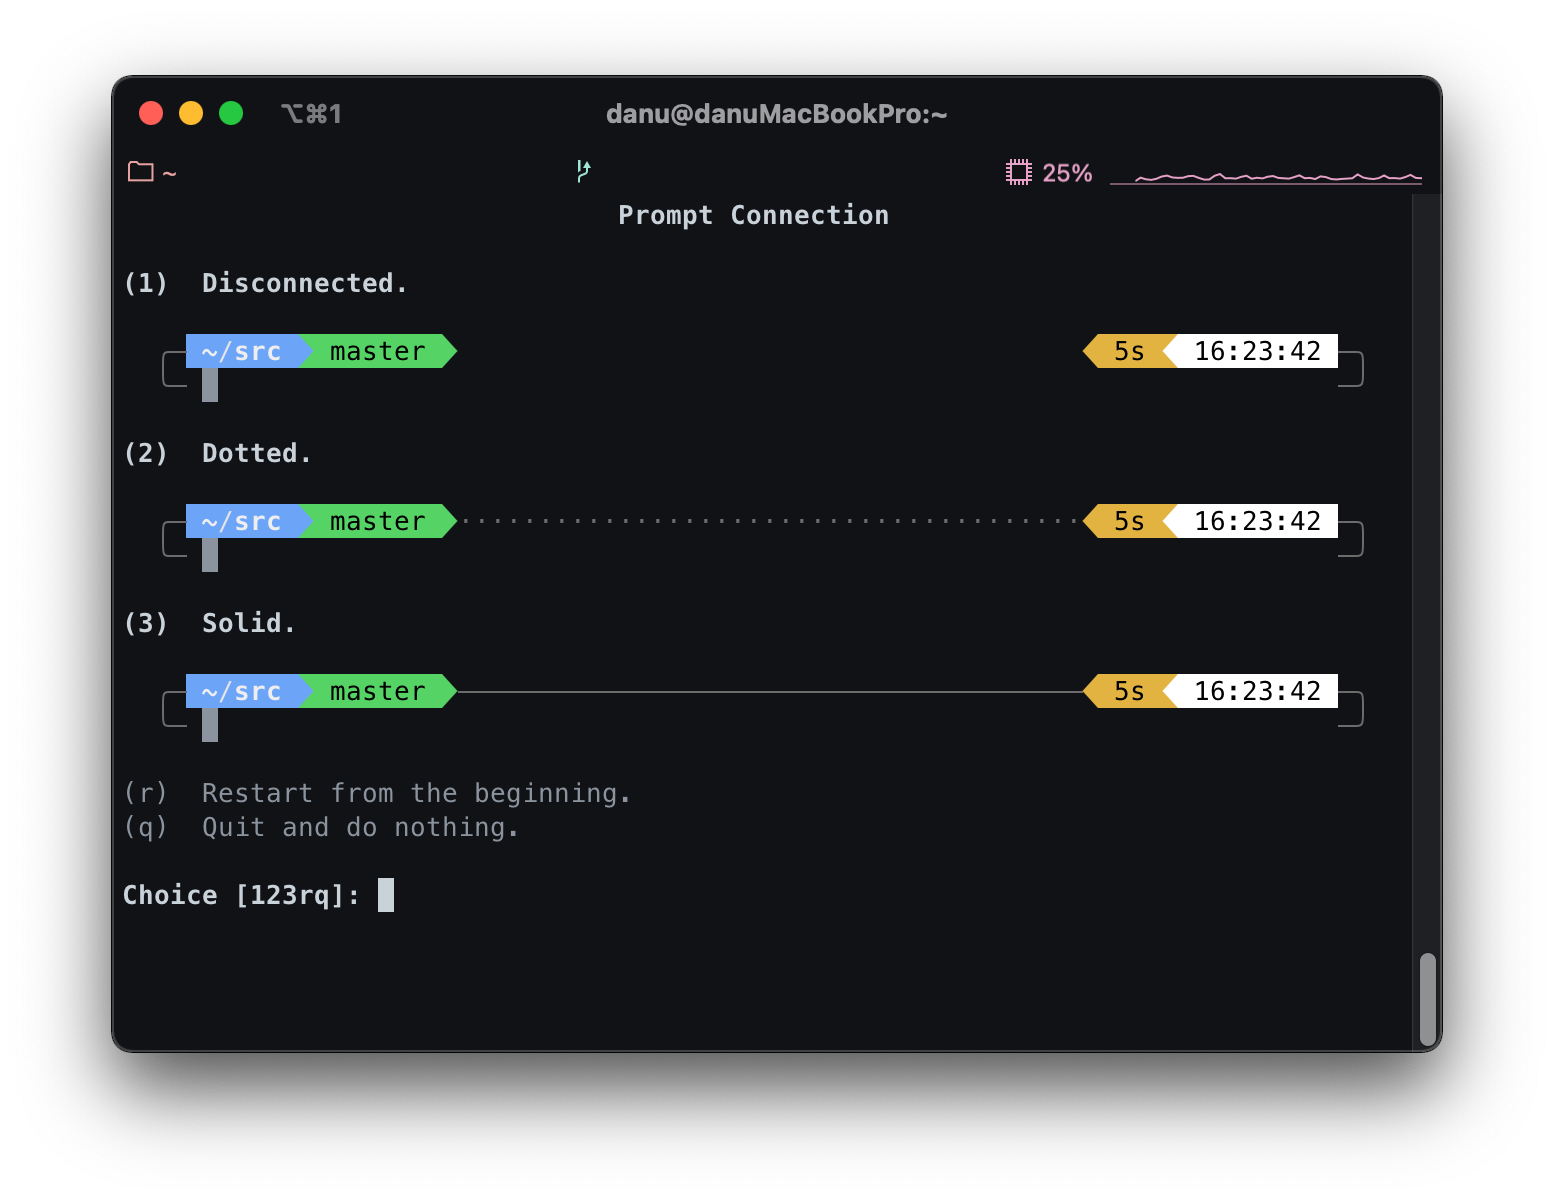 ⌥⌘1 danu@danuMacBookPro:~
~ 25%
Prompt Connection
(1) Disconnected.
~/src master 5s 16:23:42
(2) Dotted.
~/src master ······································· 5s 16:23:42
(3) Solid.
~/src master 5s 16:23:42
(r) Restart from the beginning.
(q) Quit and do nothing.
Choice [123rq]: